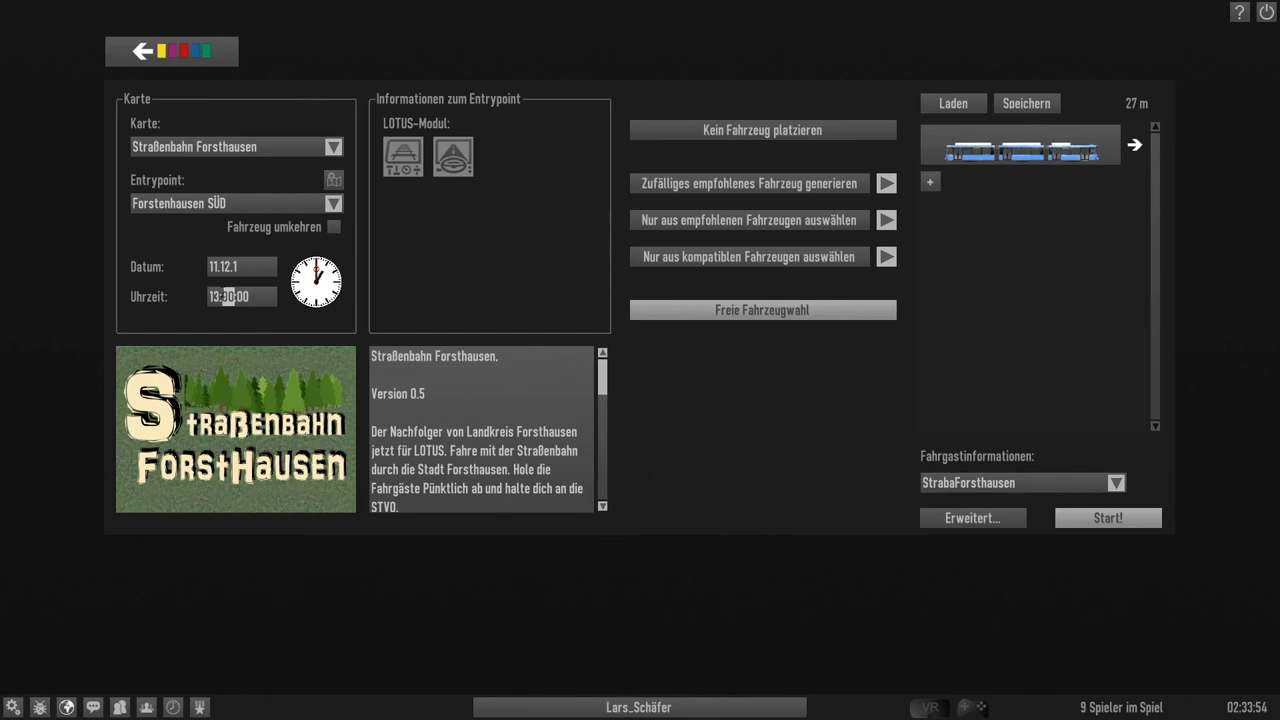 ?
Karte
Karte:
Straßenbahn Forsthausen
Entrypoint:
Forstenhausen SÜD
Fahrzeug umkehren
Datum:
11.12.1
Uhrzeit:
13:00:00
Informationen zum Entrypoint
LOTUS-Modul:
Kein Fahrzeug platzieren
Zufälliges empfohlenes Fahrzeug generieren
Nur aus empfohlenen Fahrzeugen auswählen
Nur aus kompatiblen Fahrzeugen auswählen
Freie Fahrzeugwahl
Laden
Speichern
27 m
+
STRAßENBAHN
FORSTHAUSEN
Straßenbahn Forsthausen.
Version 0.5
Der Nachfolger von Landkreis Forsthausen
jetzt für LOTUS. Fahre mit der Straßenbahn
durch die Stadt Forsthausen. Hole die
Fahrgäste Pünktlich ab und halte dich an die
STVO.
Fahrgastinformationen:
StrabaForsthausen
Erweitert...
Start!
Lars_Schäfer
VR
9 Spieler im Spiel
02:33:54